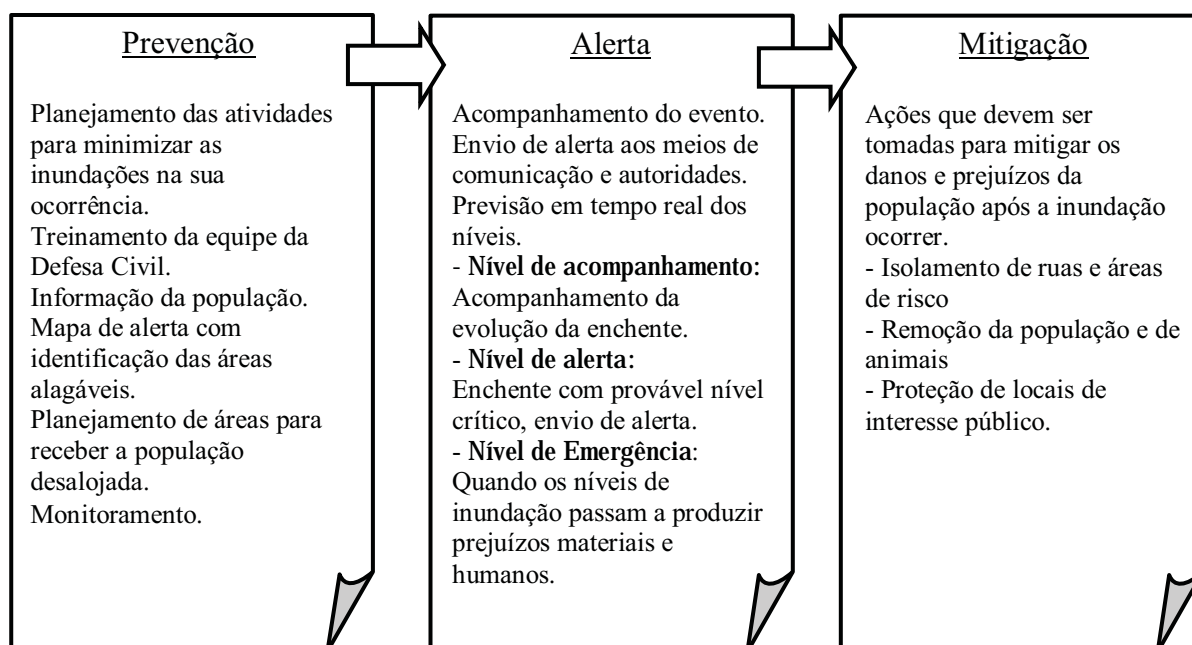 Prevenção
Planejamento das atividades
para minimizar as
inundações na sua
ocorrência.
Treinamento da equipe da
Defesa Civil.
Informação da população.
Mapa de alerta com
identificação das áreas
alagáveis.
Planejamento de áreas para
receber a população
desalojada.
Monitoramento.
Alerta
Acompanhamento do evento.
Envio de alerta aos meios de
comunicação e autoridades.
Previsão em tempo real dos
níveis.
- Nível de acompanhamento:
Acompanhamento da
evolução da enchente.
- Nível de alerta:
Enchente com provável nível
crítico, envio de alerta.
- Nível de Emergência:
Quando os níveis de
inundação passam a produzir
prejuízos materiais e
humanos.
Mitigação
Ações que devem ser
tomadas para mitigar os
danos e prejuízos da
população após a inundação
ocorrer.
- Isolamento de ruas e áreas
de risco
- Remoção da população e de
animais
- Proteção de locais de
interesse público.